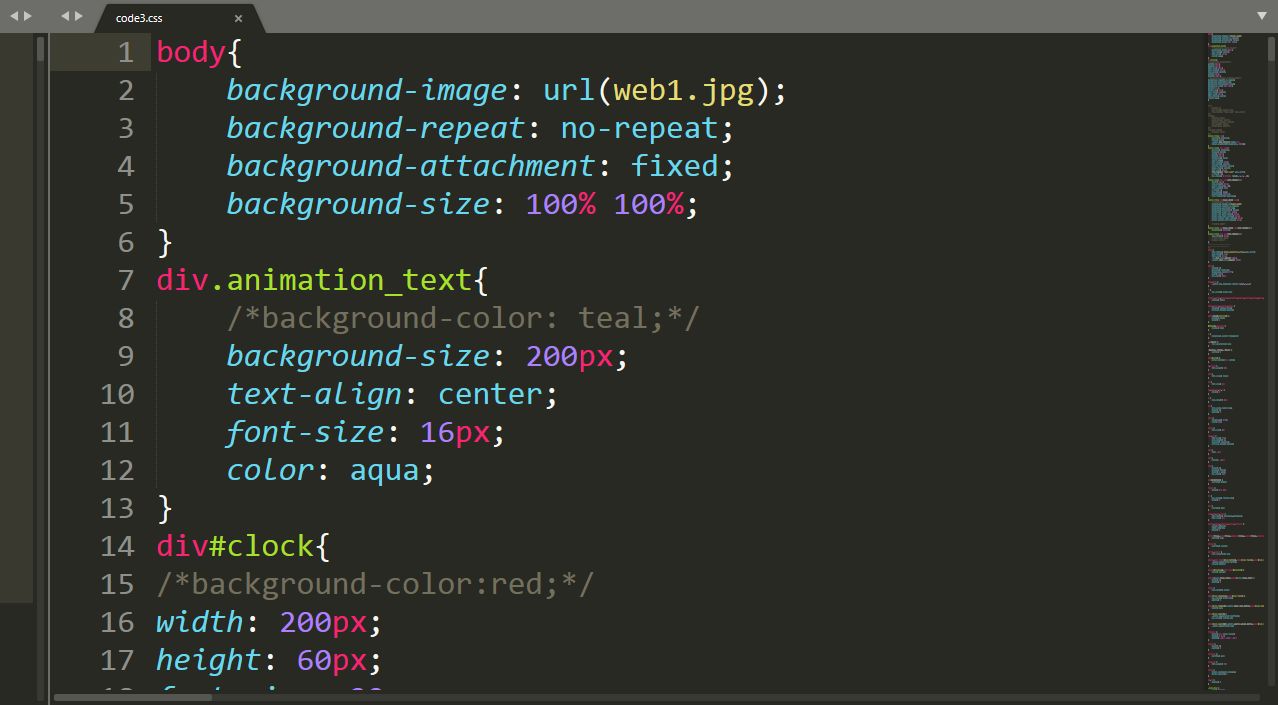 code3.css ×
1 body{
2 background-image: url(web1.jpg);
3 background-repeat: no-repeat;
4 background-attachment: fixed;
5 background-size: 100% 100%;
6 }
7 div.animation_text{
8 /*background-color: teal;*/
9 background-size: 200px;
10 text-align: center;
11 font-size: 16px;
12 color: aqua;
13 }
14 div#clock{
15 /*background-color:red;*/
16 width: 200px;
17 height: 60px;